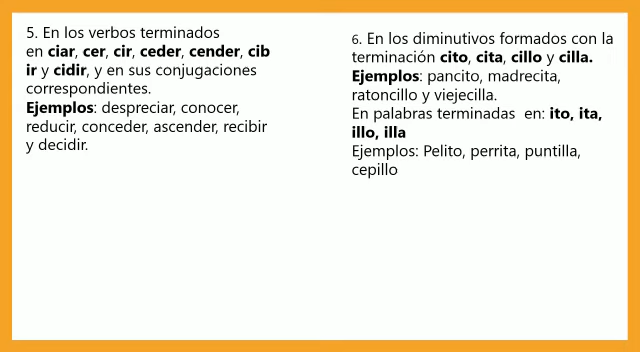 5. En los verbos terminados
en ciar, cer, cir, ceder, cender, cib
ir y cidir, y en sus conjugaciones
correspondientes.
Ejemplos: despreciar, conocer,
reducir, conceder, ascender, recibir
y decidir.
6. En los diminutivos formados con la
terminación cito, cita, cillo y cilla.
Ejemplos: pancito, madrecita,
ratoncillo y viejecilla.
En palabras terminadas en: ito, ita,
illo, illa
Ejemplos: Pelito, perrita, puntilla,
cepillo